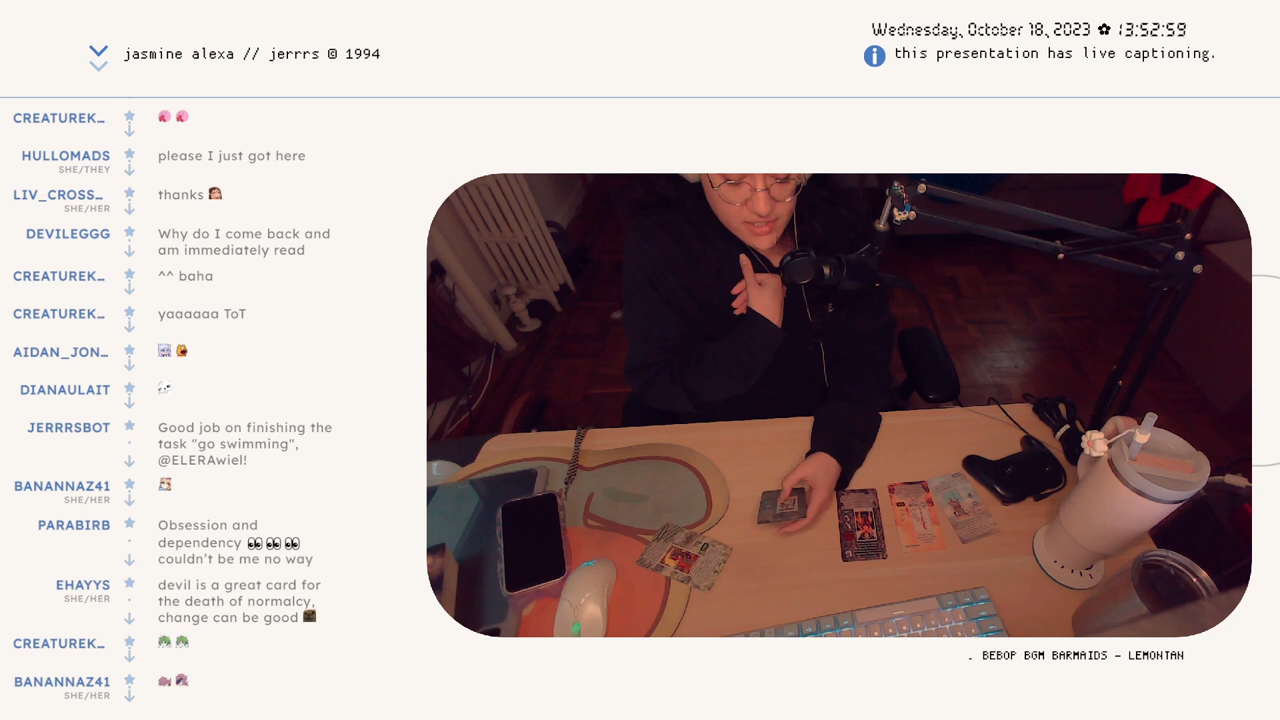 jasmine alexa // jerrrs © 1994
Wednesday, October 18, 2023 ✿ 13:52:59
this presentation has live captioning.
CREATUREK…
HULLOMADS
SHE/THEY
please I just got here
LIV_CROSS…
SHE/HER
thanks
DEVILEGGG
Why do I come back and
am immediately read
CREATUREK…
^^ baha
CREATUREK…
yaaaaaa ToT
AIDAN_JON…
DIANAULAIT
JERRRSBOT
Good job on finishing the
task "go swimming",
@ELERAwiel!
BANANNAZ41
SHE/HER
PARABIRB
Obsession and
dependency 👀👀👀
couldn't be me no way
EHAYYS
SHE/HER
devil is a great card for
the death of normalcy,
change can be good
CREATUREK…
BANANNAZ41
SHE/HER
. BEBOP BGM BARMAIDS - LEMONTAN